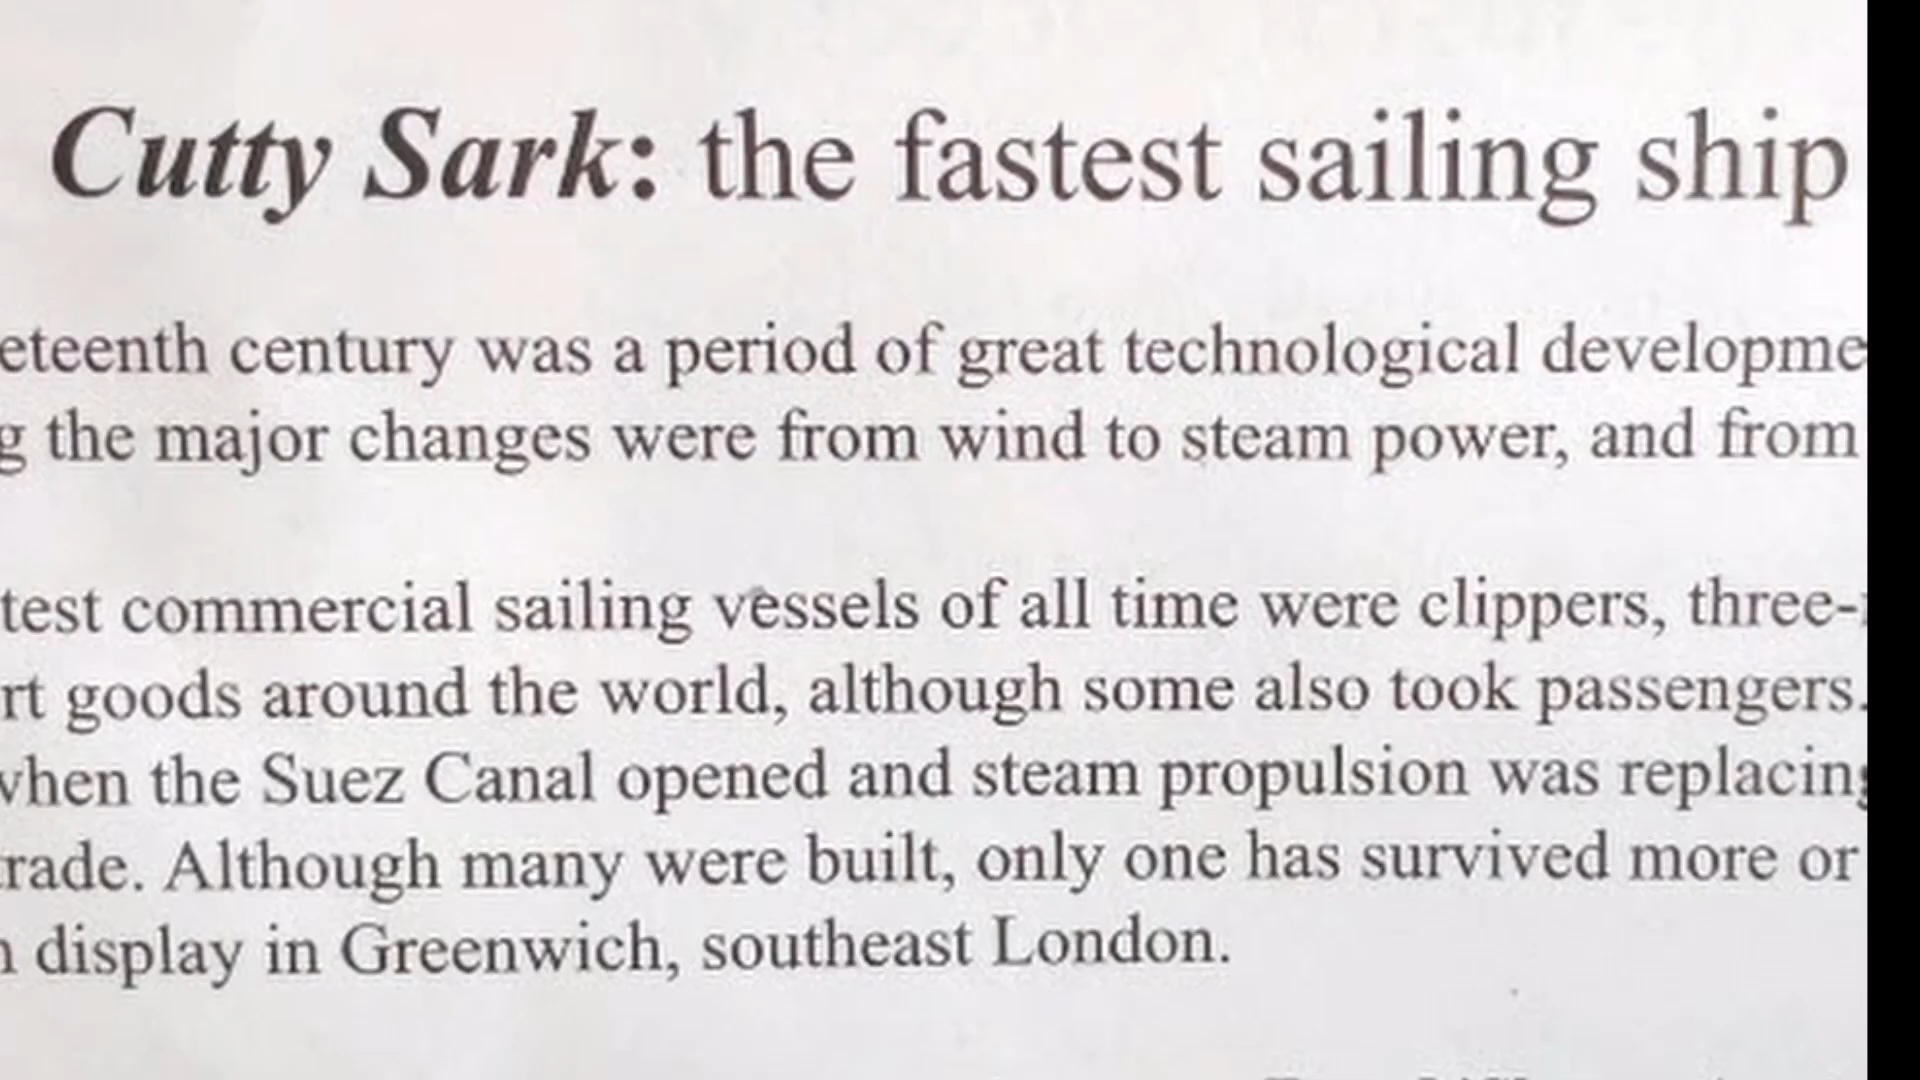 Cutty Sark: the fastest sailing ship
eteenth century was a period of great technological developme
g the major changes were from wind to steam power, and from
test commercial sailing vessels of all time were clippers, three-
rt goods around the world, although some also took passengers.
when the Suez Canal opened and steam propulsion was replacing
rade. Although many were built, only one has survived more or
n display in Greenwich, southeast London.